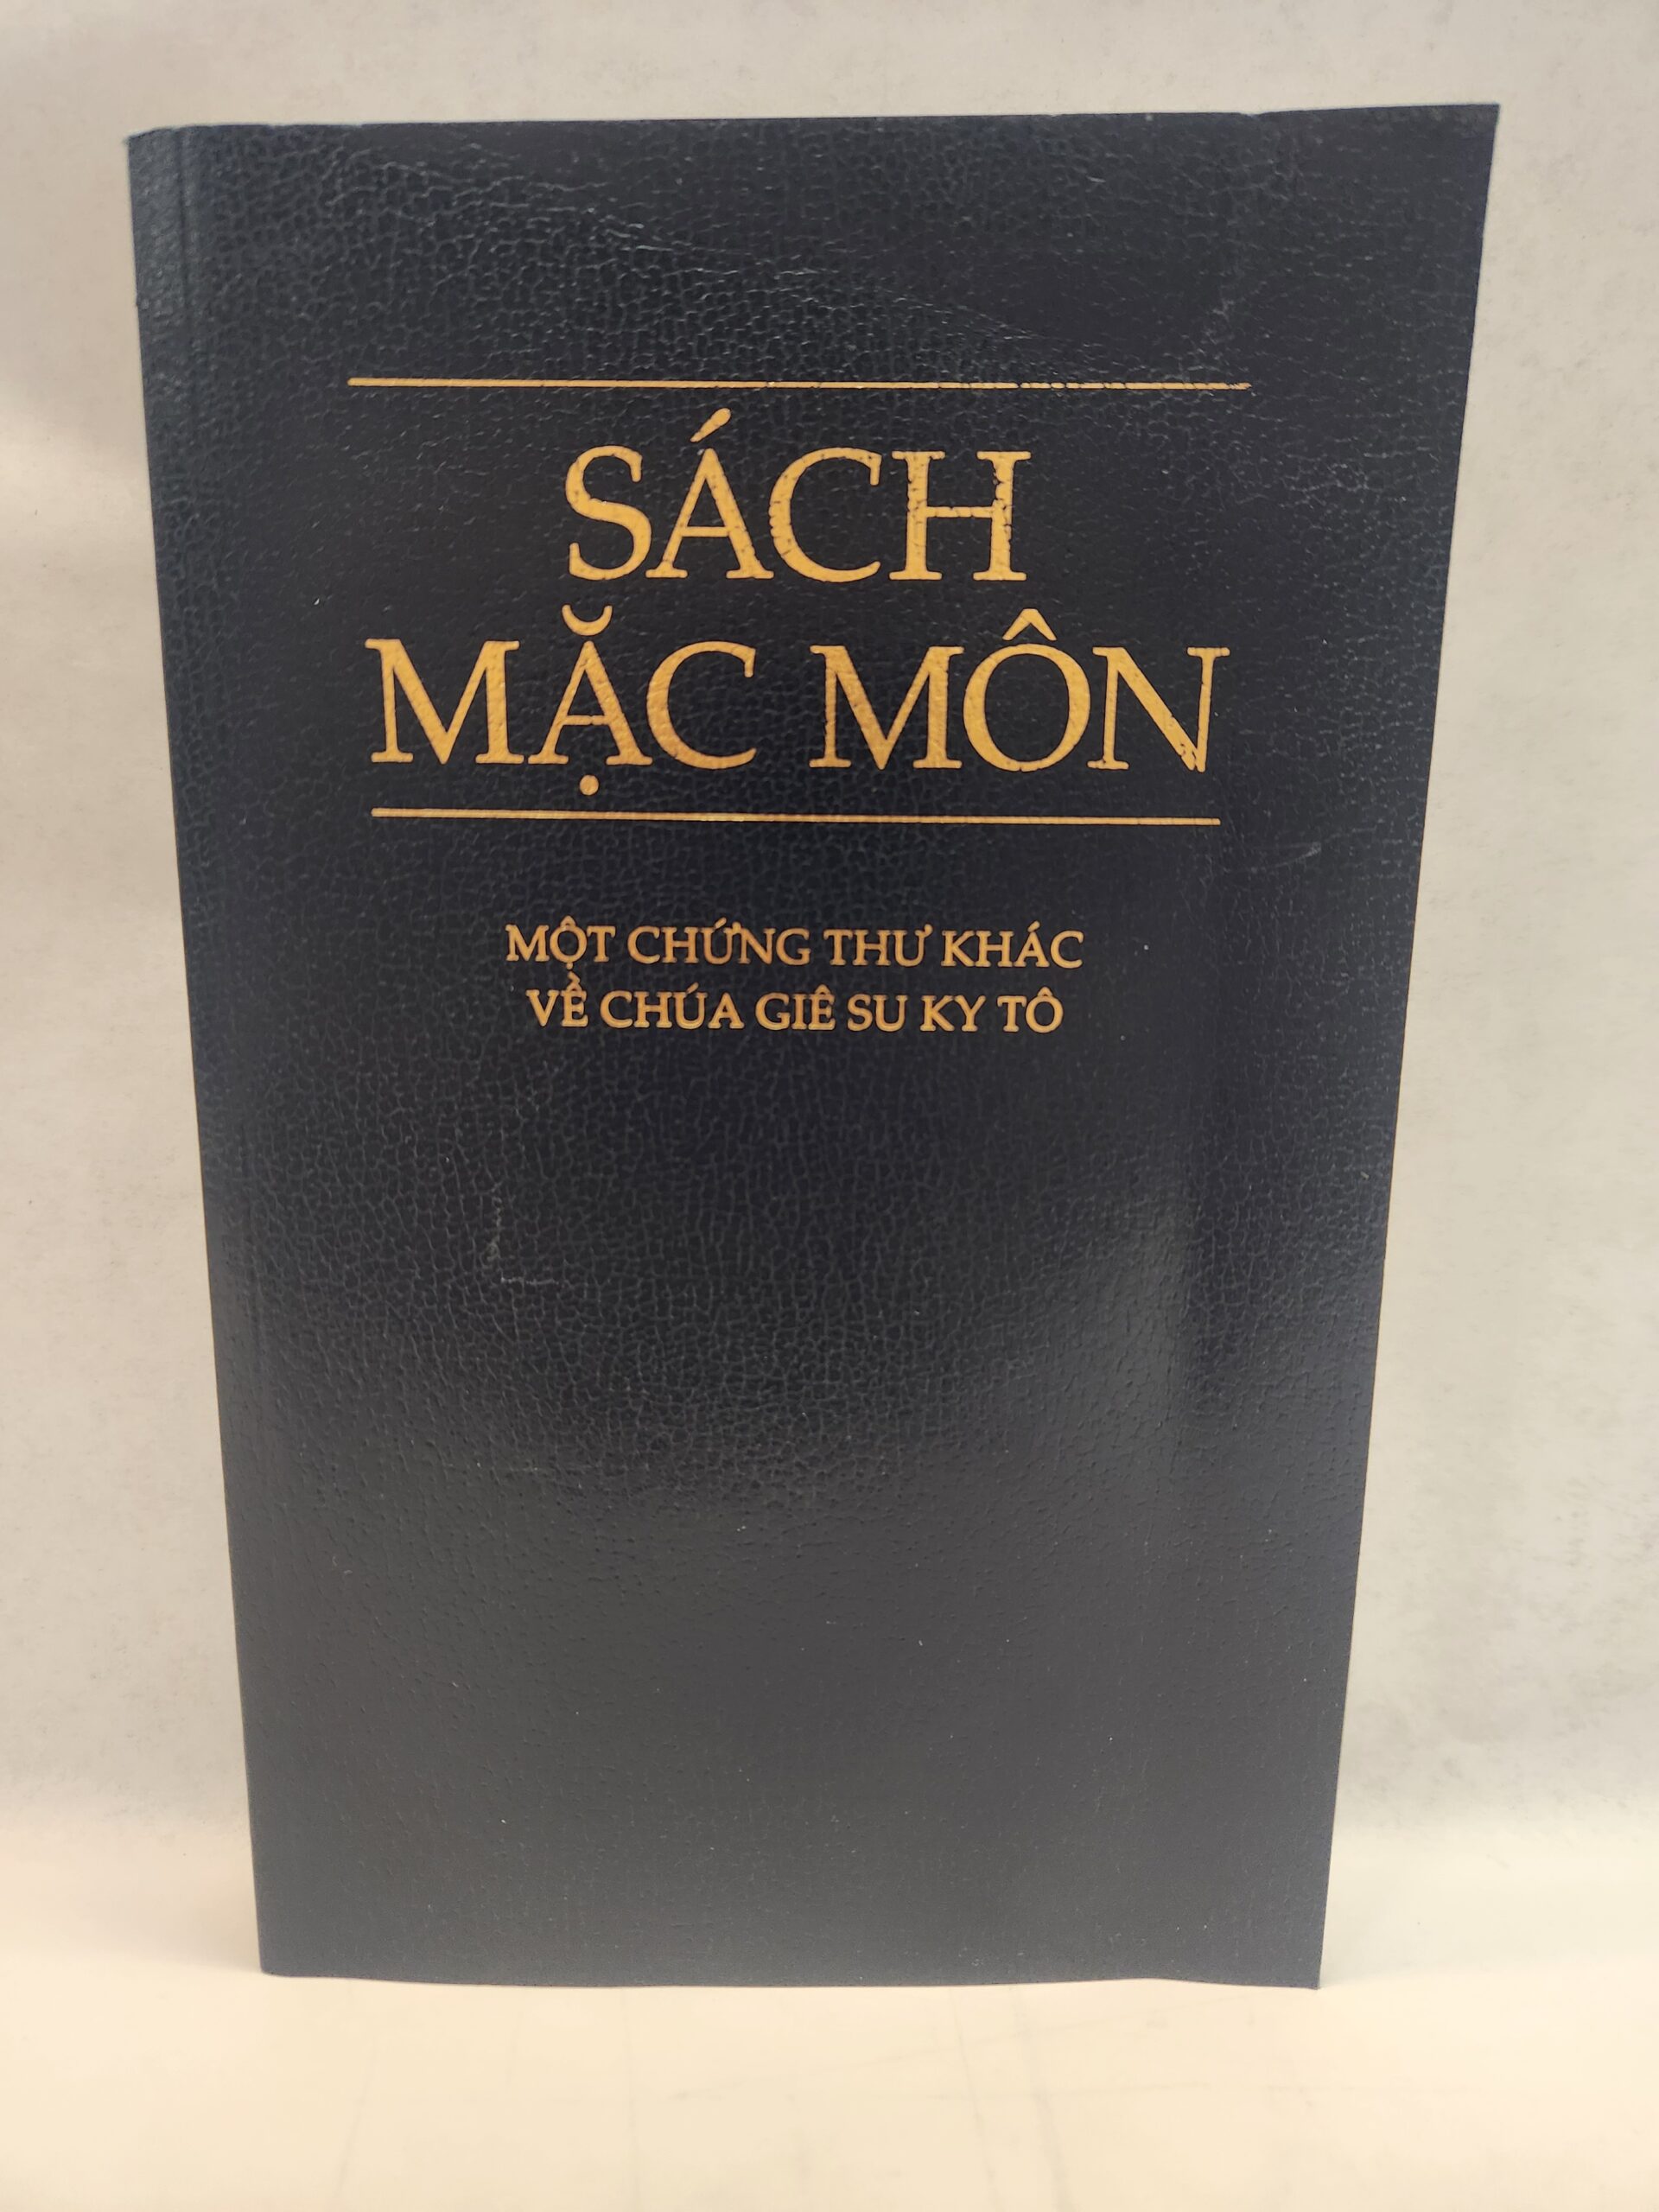 SÁCH
MẶC MÔN
MỘT CHỨNG THƯ KHÁC
VỀ CHÚA GIÊ SU KY TÔ